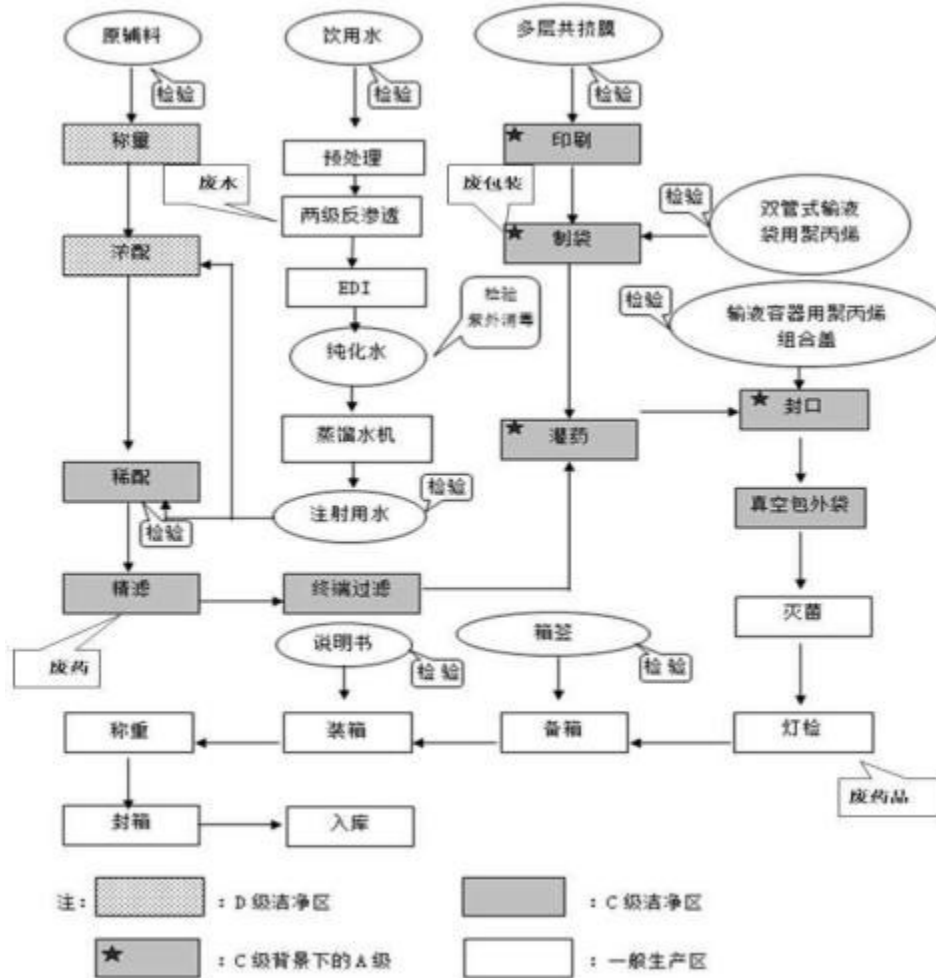 原辅料
饮用水
多层共挤膜
检验
检验
检验
称量
印刷
预处理
废水
废包装
检验
双管式输液
袋用聚丙烯
两级反渗透
制袋
浓配
EDI
检验
紫外消毒
检验
输液容器用聚丙烯
组合盖
纯化水
封口
蒸馏水机
灌药
稀配
检验
真空包外袋
注射用水
检验
精滤
终端过滤
灭菌
说明书
箱签
废药
检验
检验
称重
装箱
备箱
灯检
废药品
封箱
入库
注：
：D级洁净区
：C级洁净区
：C级背景下的A级
：一般生产区